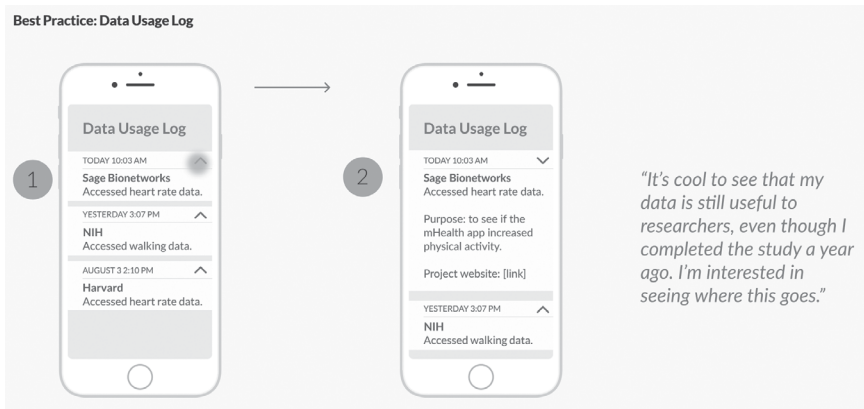 Best Practice: Data Usage Log
1
Data Usage Log
TODAY 10:03 AM
Sage Bionetworks
Accessed heart rate data.
YESTERDAY 3:07 PM
NIH
Accessed walking data.
AUGUST 3 2:10 PM
Harvard
Accessed heart rate data.
2
Data Usage Log
TODAY 10:03 AM
Sage Bionetworks
Accessed heart rate data.
Purpose: to see if the
mHealth app increased
physical activity.
Project website: [link]
YESTERDAY 3:07 PM
NIH
Accessed walking data.
“It’s cool to see that my
data is still useful to
researchers, even though I
completed the study a year
ago. I’m interested in
seeing where this goes.”